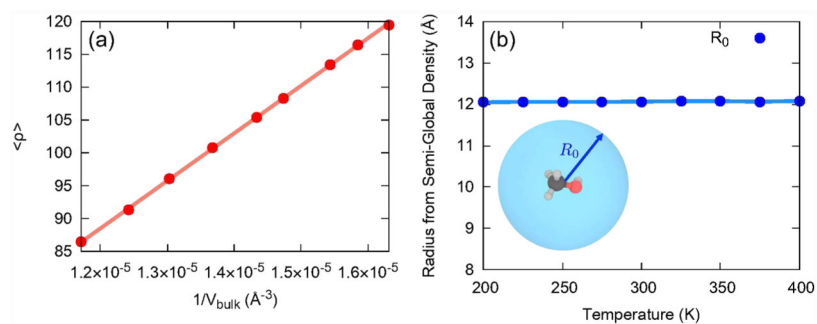 (a)
120
115
110
105
100
95
90
85
<ρ>
1.2×10⁻⁵ 1.3×10⁻⁵ 1.4×10⁻⁵ 1.5×10⁻⁵ 1.6×10⁻⁵
1/V_bulk (Å⁻³)
(b)
R₀
14
13
12
11
10
9
8
Radius from Semi-Global Density (Å)
R₀
200 250 300 350 400
Temperature (K)